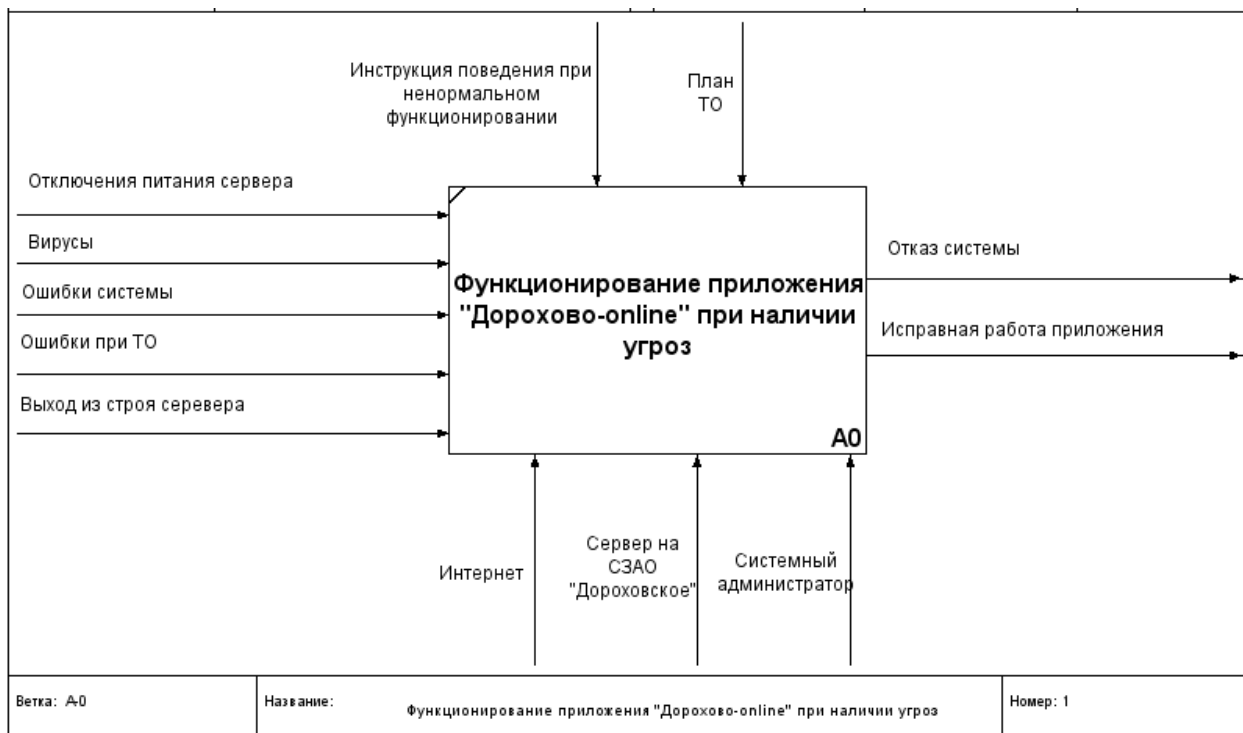 Инструкция поведения при
ненормальном
функционировании
План
ТО
Отключения питания сервера
Вирусы
Ошибки системы
Ошибки при ТО
Выход из строя серевера
Функционирование приложения
"Дорохово-online" при наличии
угроз
A0
Отказ системы
Исправная работа приложения
Интернет
Сервер на
СЗАО
"Дороховское"
Системный
администратор
Ветка: A-0
Название:
Функционирование приложения "Дорохово-online" при наличии угроз
Номер: 1